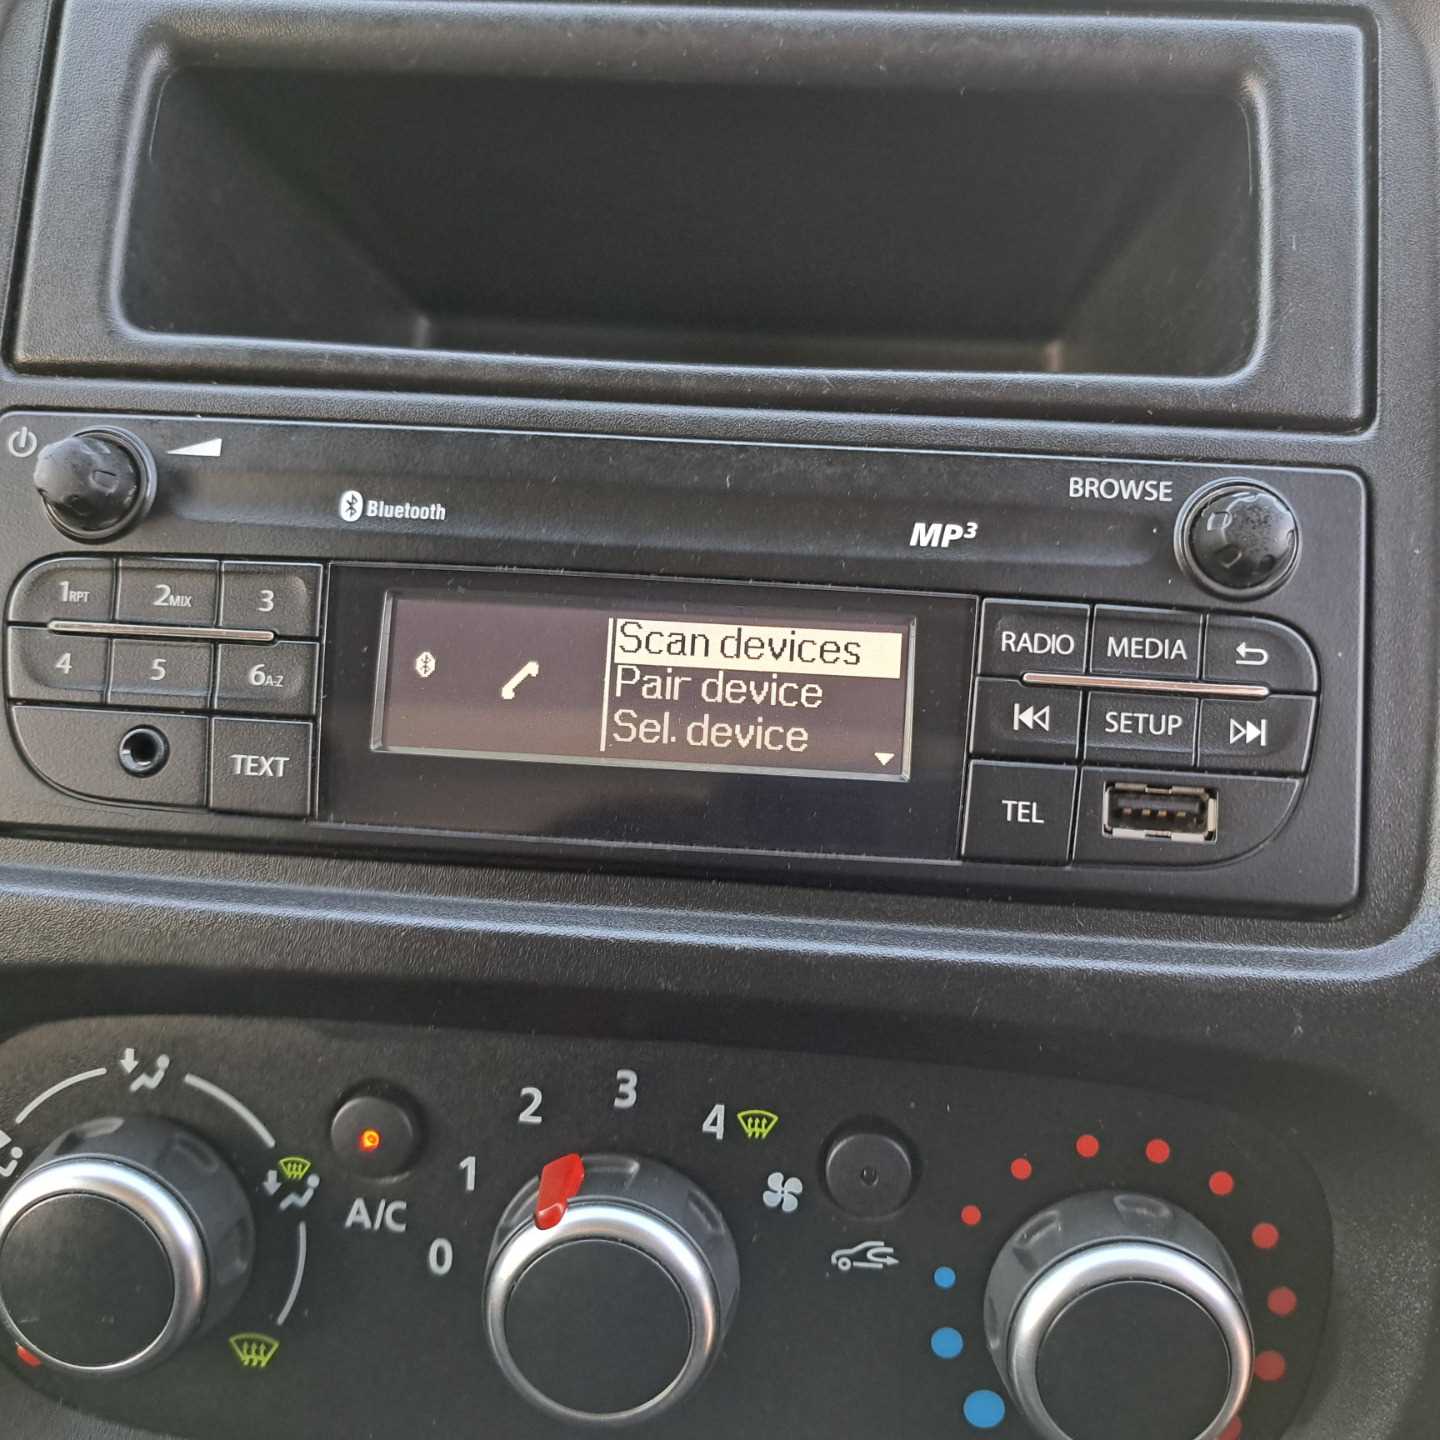 BROWSE
Bluetooth
MP3
1RPT
2MIX
3
4
5
6A-Z
TEXT
Scan devices
Pair device
Sel. device
RADIO
MEDIA
SETUP
TEL
0
1
2
3
4
A/C